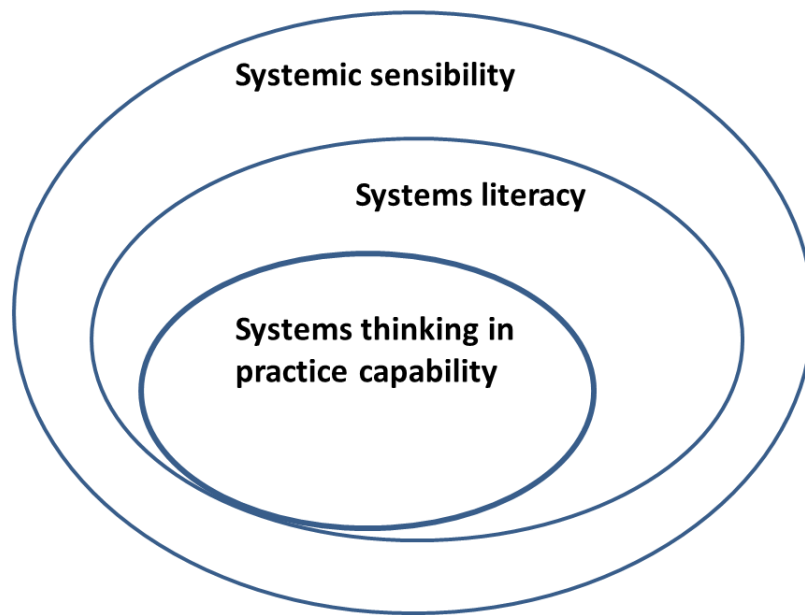 Systemic sensibility
Systems literacy
Systems thinking in
practice capability